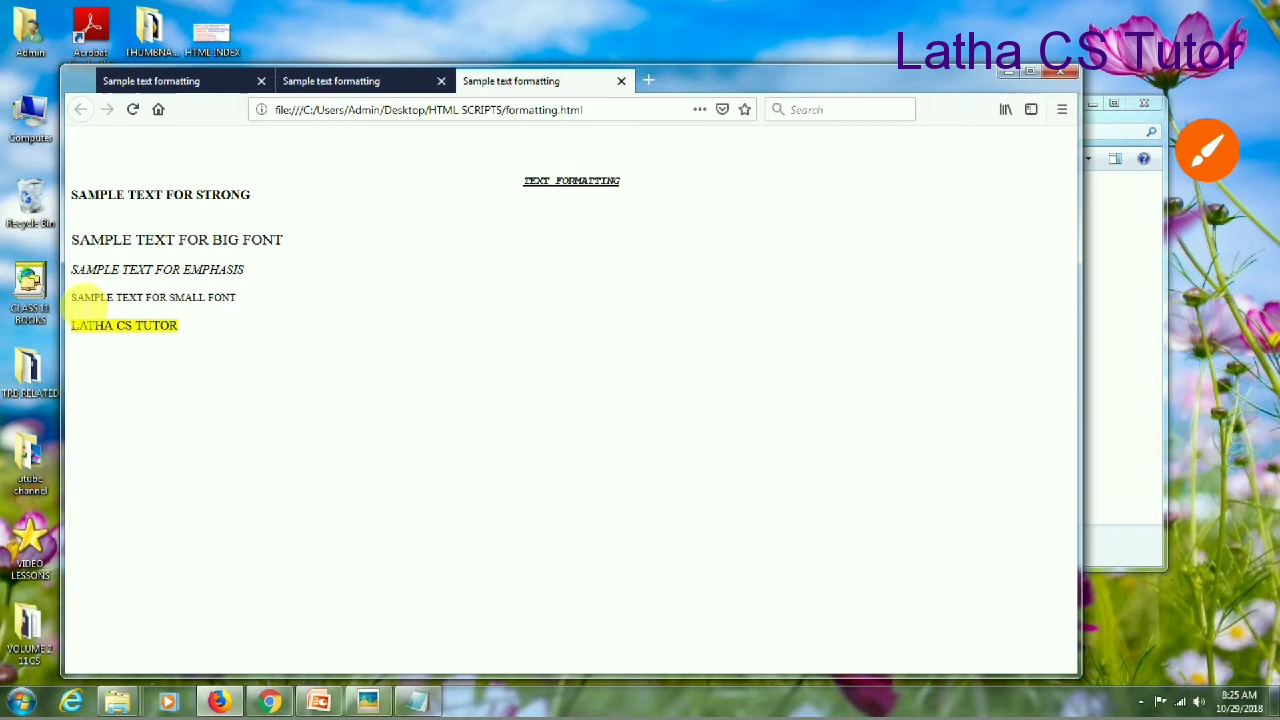 Latha CS Tutor
Admin
Acrobat
THUMBNA...
HTML INDEX
Sample text formatting
Sample text formatting
Sample text formatting
file:///C:/Users/Admin/Desktop/HTML SCRIPTS/formatting.html
Search
Computer
TEXT FORMATTING
SAMPLE TEXT FOR STRONG
Recycle Bin
SAMPLE TEXT FOR BIG FONT
SAMPLE TEXT FOR EMPHASIS
SAMPLE TEXT FOR SMALL FONT
CLASS 11
BOOKS
LATHA CS TUTOR
TRB RELATED
utube
channel
VIDEO
LESSONS
VOLUME 2
11CS
8:25 AM
10/29/2018